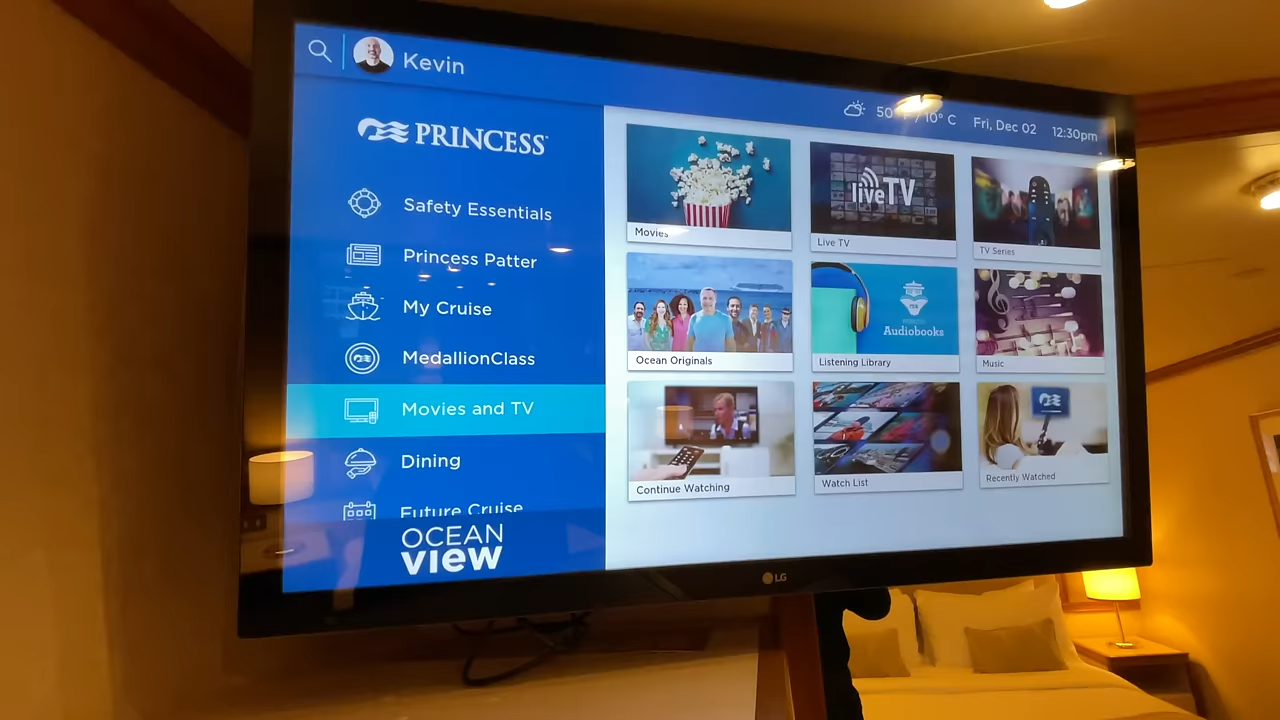 Kevin
50° F / 10° C Fri, Dec 02 12:30pm
PRINCESS
Safety Essentials
Princess Patter
My Cruise
MedallionClass
Movies and TV
Dining
Future Cruise
OCEAN
view
Movies
live TV
Live TV
TV Series
Ocean Originals
Audiobooks
Listening Library
Music
Continue Watching
Watch List
Recently Watched
LG